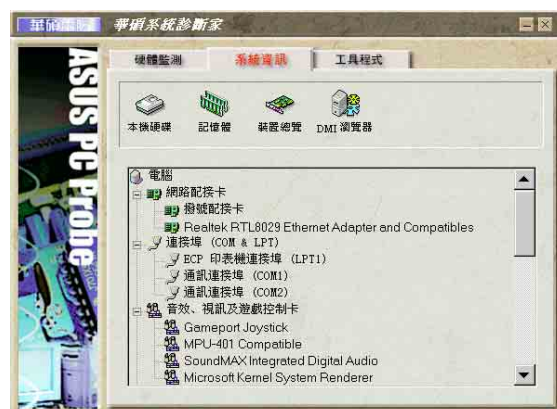 華碩電腦 華碩系統診斷家
ASUS PC Probe
硬體監測 系統資訊 工具程式
本機硬碟 記憶體 裝置總覽 DMI 瀏覽器
電腦
網路配接卡
撥號配接卡
Realtek RTL8029 Ethernet Adapter and Compatibles
連接埠 (COM & LPT)
ECP 印表機連接埠 (LPT1)
通訊連接埠 (COM1)
通訊連接埠 (COM2)
音效、視訊及遊戲控制卡
Gameport Joystick
MPU-401 Compatible
SoundMAX Integrated Digital Audio
Microsoft Kernel System Renderer